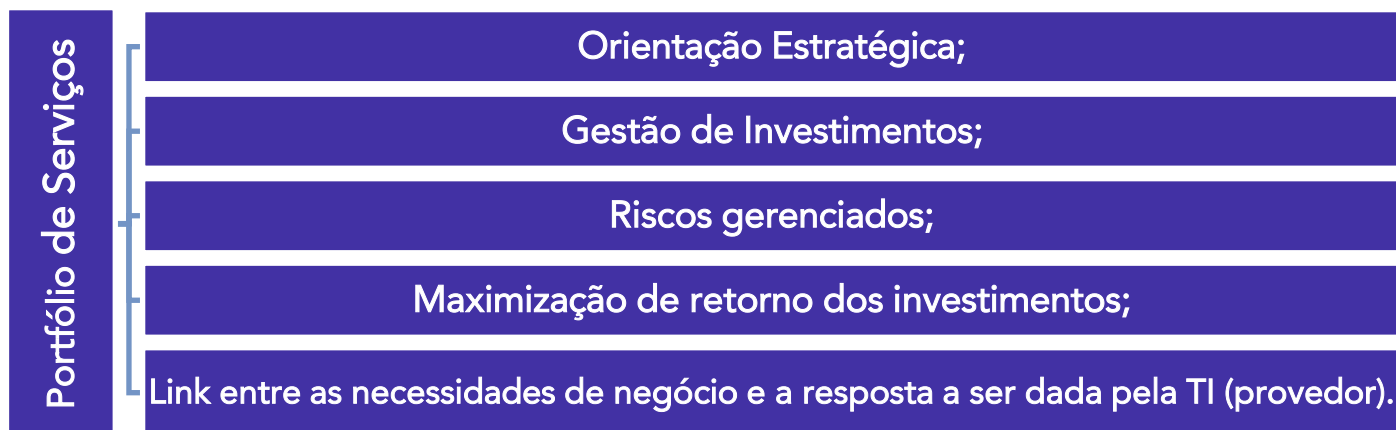 Portfólio de Serviços
Orientação Estratégica;
Gestão de Investimentos;
Riscos gerenciados;
Maximização de retorno dos investimentos;
Link entre as necessidades de negócio e a resposta a ser dada pela TI (provedor).